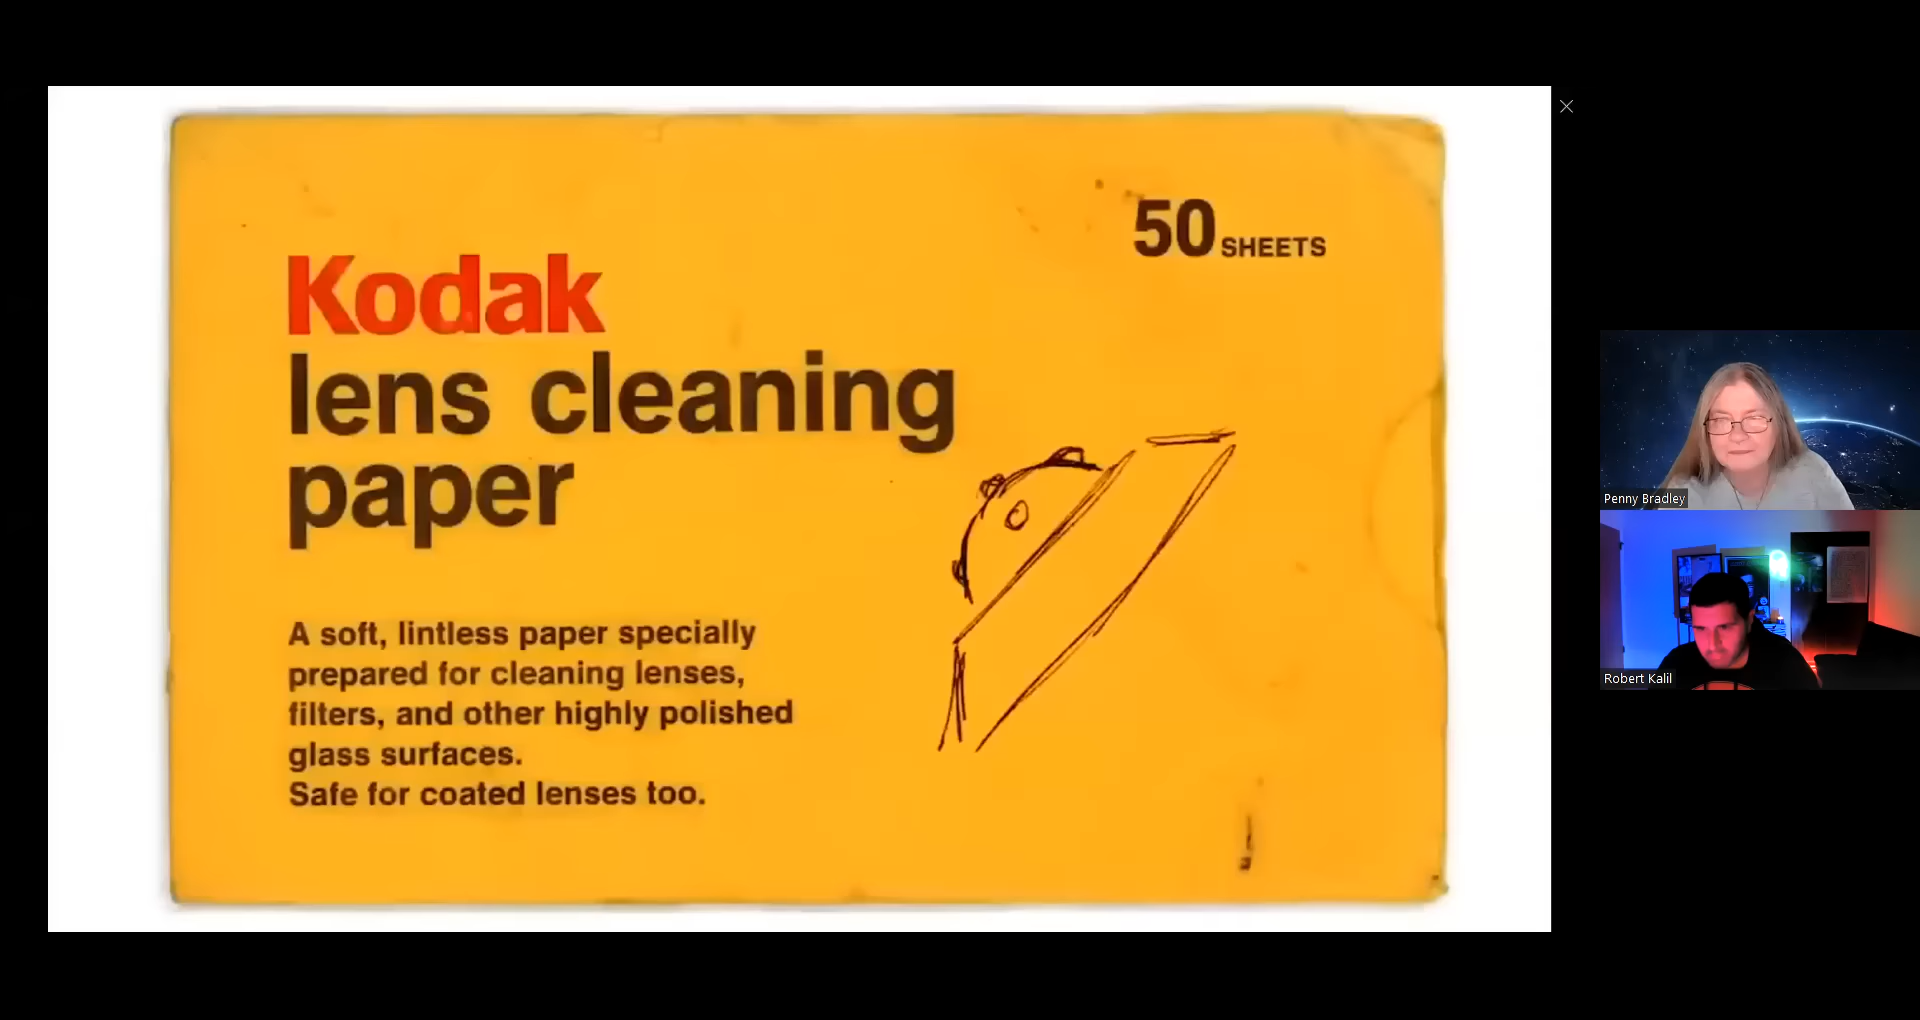 50 SHEETS
Kodak
lens cleaning
paper
A soft, lintless paper specially
prepared for cleaning lenses,
filters, and other highly polished
glass surfaces.
Safe for coated lenses too.
Penny Bradley
Robert Kalil